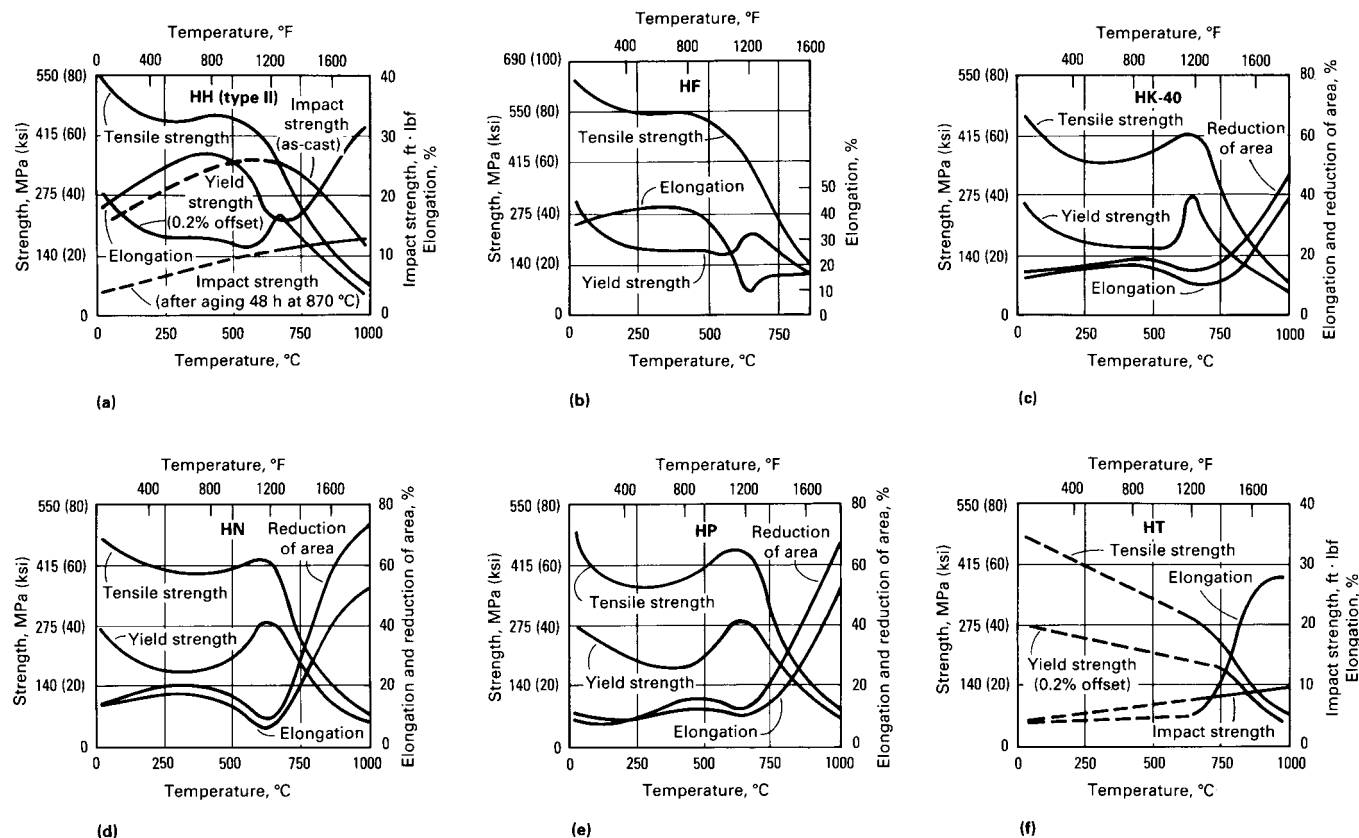 Temperature, °F
0 400 800 1200 1600
550 (80)
415 (60)
275 (40)
140 (20)
0
Strength, MPa (ksi)
HH (type II)
Tensile strength
Impact
strength
(as-cast)
Yield
strength
(0.2% offset)
Elongation
Impact strength
(after aging 48 h at 870 °C)
40
30
20
10
0
Impact strength, ft · lbf
Elongation, %
0 250 500 750 1000
Temperature, °C
(a)
Temperature, °F
400 800 1200 1600
690 (100)
550 (80)
415 (60)
275 (40)
140 (20)
0
Strength, MPa (ksi)
HF
Tensile strength
Elongation
Yield strength
50
40
30
20
10
0
Elongation, %
0 250 500 750
Temperature, °C
(b)
Temperature, °F
400 800 1200 1600
550 (80)
415 (60)
275 (40)
140 (20)
0
Strength, MPa (ksi)
HK-40
Tensile strength
Reduction
of area
Yield strength
Elongation
80
60
40
20
0
Elongation and reduction of area, %
0 250 500 750 1000
Temperature, °C
(c)
Temperature, °F
400 800 1200 1600
550 (80)
415 (60)
275 (40)
140 (20)
0
Strength, MPa (ksi)
HN
Reduction
of area
Tensile strength
Yield strength
Elongation
80
60
40
20
0
Elongation and reduction of area, %
0 250 500 750 1000
Temperature, °C
(d)
Temperature, °F
400 800 1200 1600
550 (80)
415 (60)
275 (40)
140 (20)
0
Strength, MPa (ksi)
HP
Reduction
of area
Tensile strength
Yield strength
Elongation
80
60
40
20
0
Elongation and reduction of area, %
0 250 500 750 1000
Temperature, °C
(e)
Temperature, °F
400 800 1200 1600
550 (80)
415 (60)
275 (40)
140 (20)
0
Strength, MPa (ksi)
HT
Tensile strength
Elongation
Yield strength
(0.2% offset)
Impact strength
40
30
20
10
0
Impact strength, ft · lbf
Elongation, %
0 250 500 750 1000
Temperature, °C
(f)